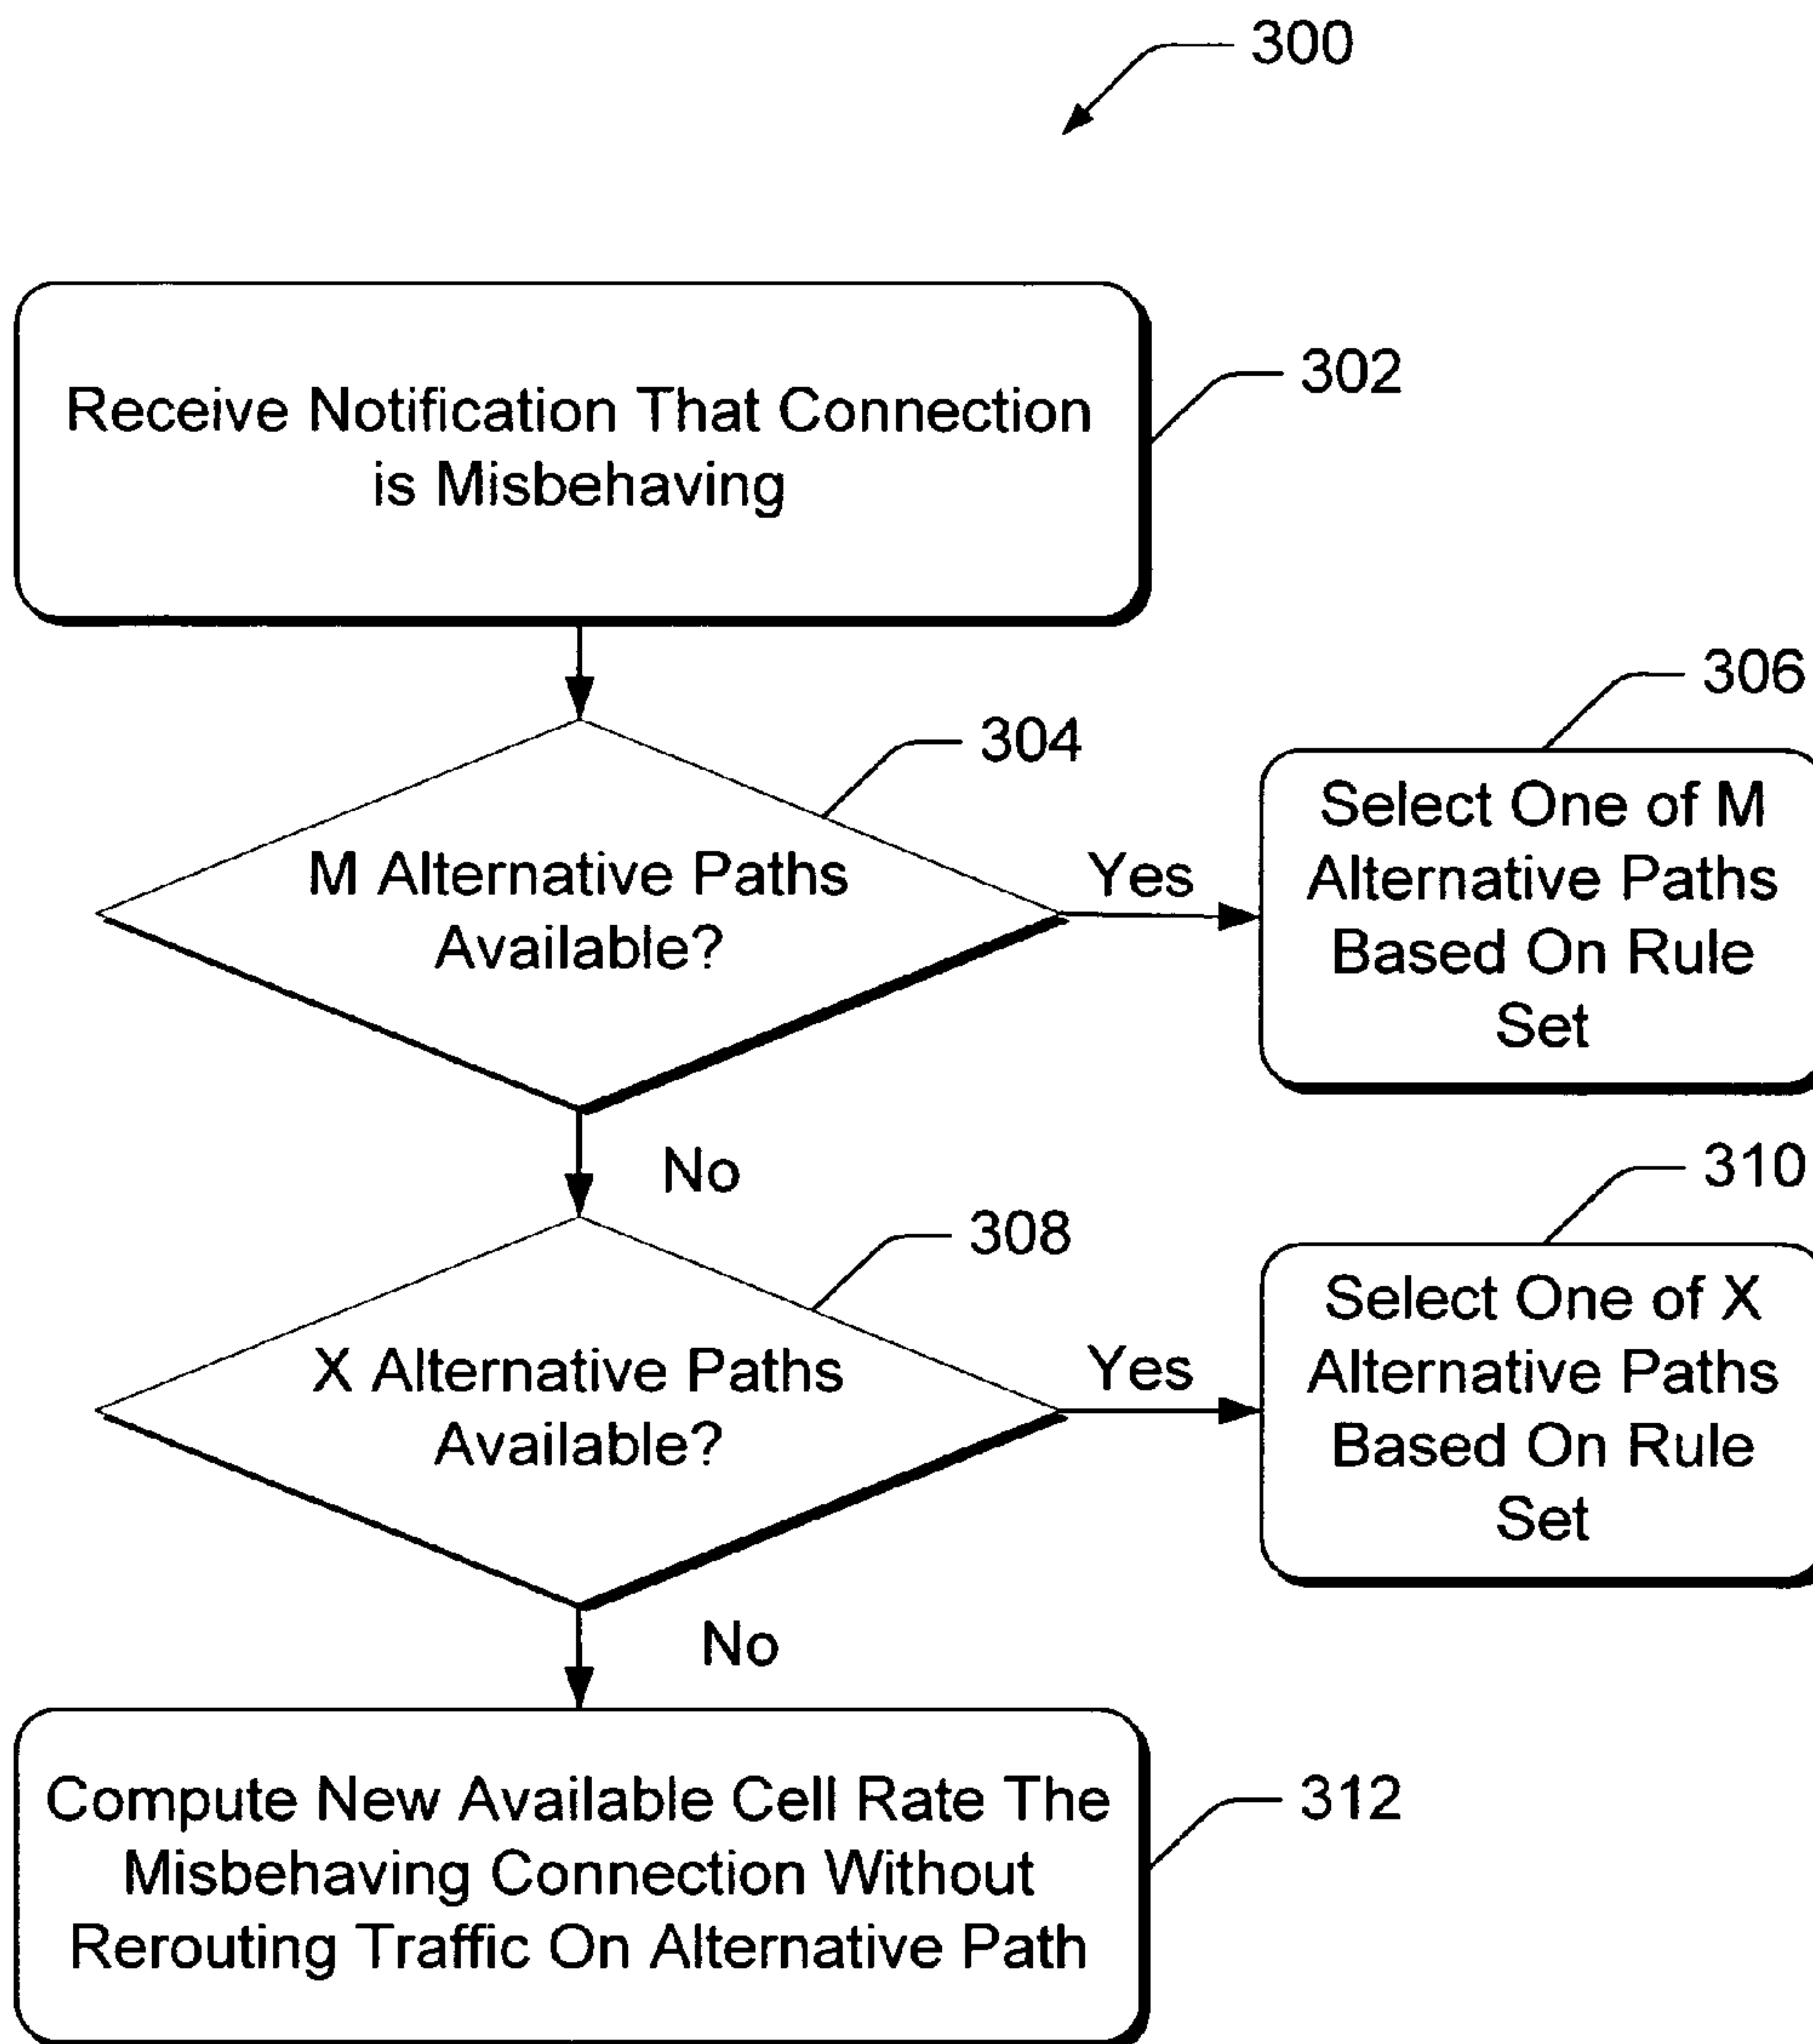 300
Receive Notification That Connection
is Misbehaving
302
304
M Alternative Paths
Available?
Yes
306
Select One of M
Alternative Paths
Based On Rule
Set
No
308
X Alternative Paths
Available?
Yes
310
Select One of X
Alternative Paths
Based On Rule
Set
No
Compute New Available Cell Rate The
Misbehaving Connection Without
Rerouting Traffic On Alternative Path
312